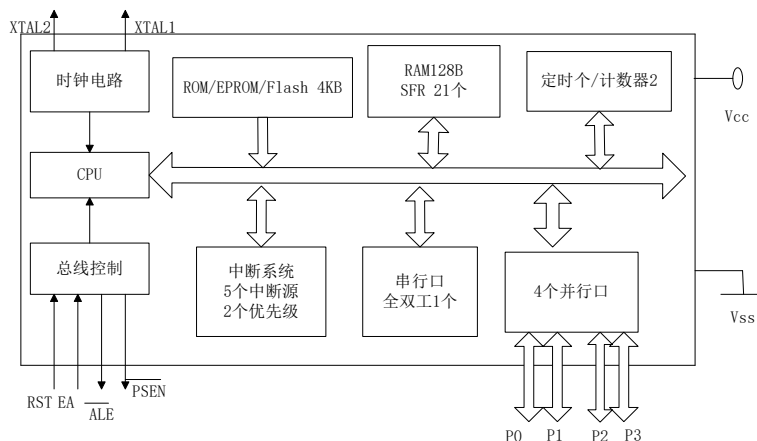 XTAL2 XTAL1
时钟电路
ROM/EPROM/Flash 4KB
RAM128B
SFR 21个
定时个/计数器2
Vcc
CPU
总线控制
中断系统
5个中断源
2个优先级
串行口
全双工1个
4个并行口
Vss
RST EA ALE PSEN
P0 P1 P2 P3